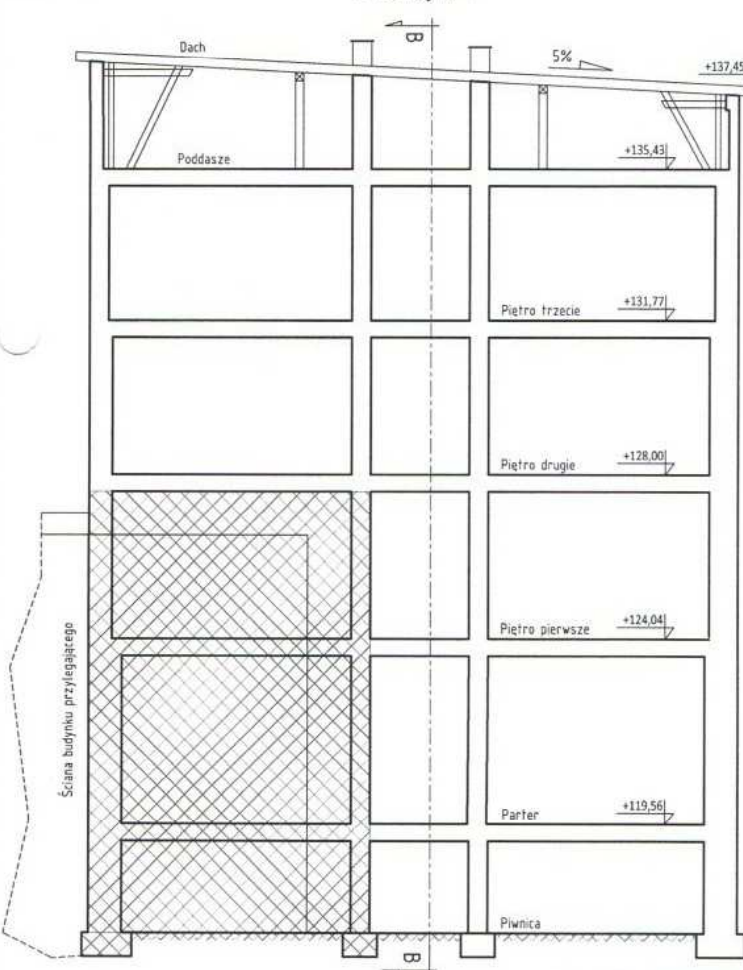 B
Dach
5%
+137,45
Poddasze
+135,43
Piętro trzecie
+131,77
Piętro drugie
+128,00
Piętro pierwsze
+124,04
Ściana budynku przylegającego
Parter
+119,56
Piwnica
B